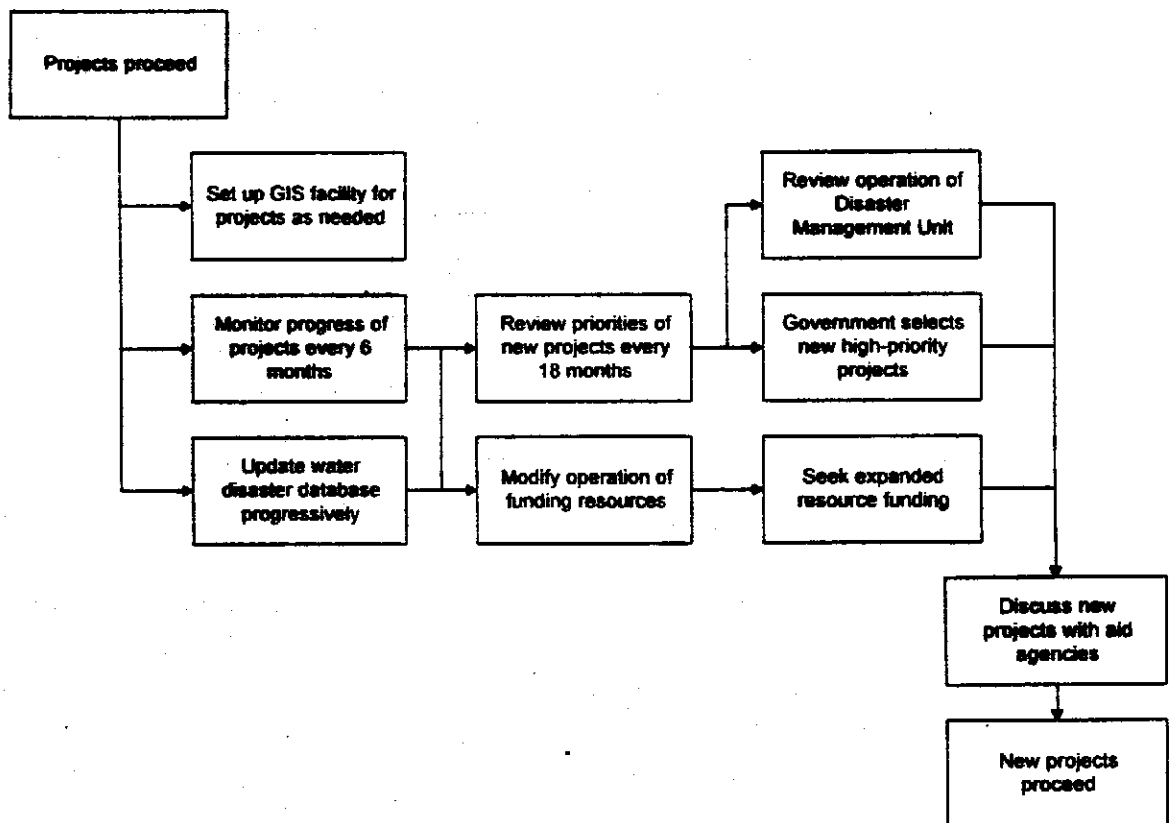 Projects proceed
Set up GIS facility for
projects as needed
Review operation of
Disaster
Management Unit
Monitor progress of
projects every 6
months
Review priorities of
new projects every
18 months
Government selects
new high-priority
projects
Update water
disaster database
progressively
Modify operation of
funding resources
Seek expanded
resource funding
Discuss new
projects with aid
agencies
New projects
proceed